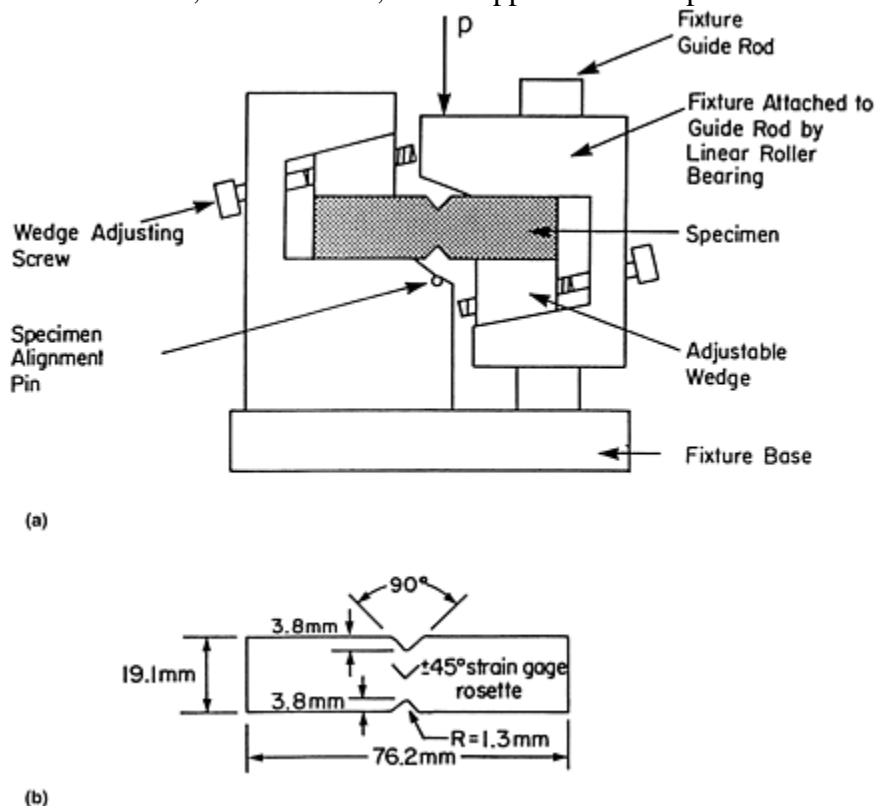 P
Fixture
Guide Rod
Fixture Attached to
Guide Rod by
Linear Roller
Bearing
Wedge Adjusting
Screw
Specimen
Specimen
Alignment
Pin
Adjustable
Wedge
Fixture Base
(a)
90°
3.8mm
19.1mm
±45° strain gage
rosette
3.8mm
R=1.3mm
76.2mm
(b)